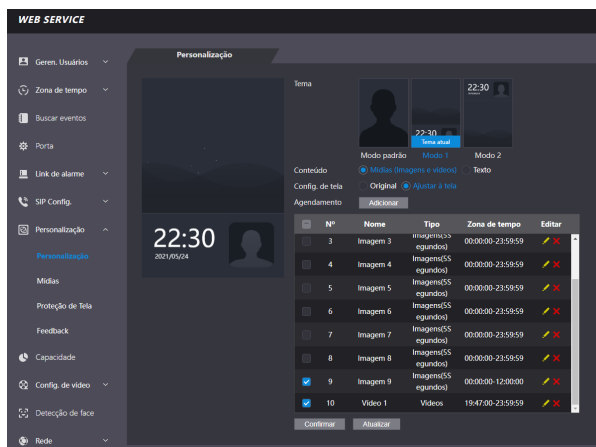 WEB SERVICE
Geren. Usuários
Zona de tempo
Buscar eventos
Porta
Link de alarme
SIP Config.
Personalização
Personalização
Mídias
Proteção de Tela
Feedback
Capacidade
Config. de vídeo
Detecção de face
Rede
Personalização
22:30
2021/05/24
Tema
22:30
Tema atual
22:30
Modo padrão
Modo 1
Modo 2
Conteúdo
Mídias (Imagens e vídeos)
Texto
Config. de tela
Original
Ajustar à tela
Agendamento
Adicionar
Nº Nome Tipo Zona de tempo Editar
3 Imagem 3 Imagens(5S egundos) 00:00:00-23:59:59
4 Imagem 4 Imagens(5S egundos) 00:00:00-23:59:59
5 Imagem 5 Imagens(5S egundos) 00:00:00-23:59:59
6 Imagem 6 Imagens(5S egundos) 00:00:00-23:59:59
7 Imagem 7 Imagens(5S egundos) 00:00:00-23:59:59
8 Imagem 8 Imagens(5S egundos) 00:00:00-23:59:59
9 Imagem 9 Imagens(5S egundos) 00:00:00-12:00:00
10 Vídeo 1 Vídeos 19:47:00-23:59:59
Confirmar
Atualizar